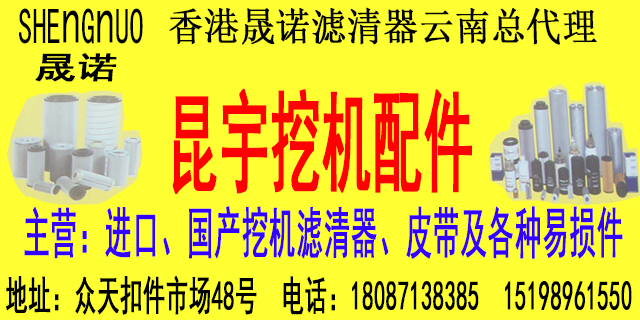 SHEngnUO 香港晟诺滤清器云南总代理
晟诺
昆宇挖机配件
主营：进口、国产挖机滤清器、皮带及各种易损件
地址：众天扣件市场48号 电话：18087138385 15198961550